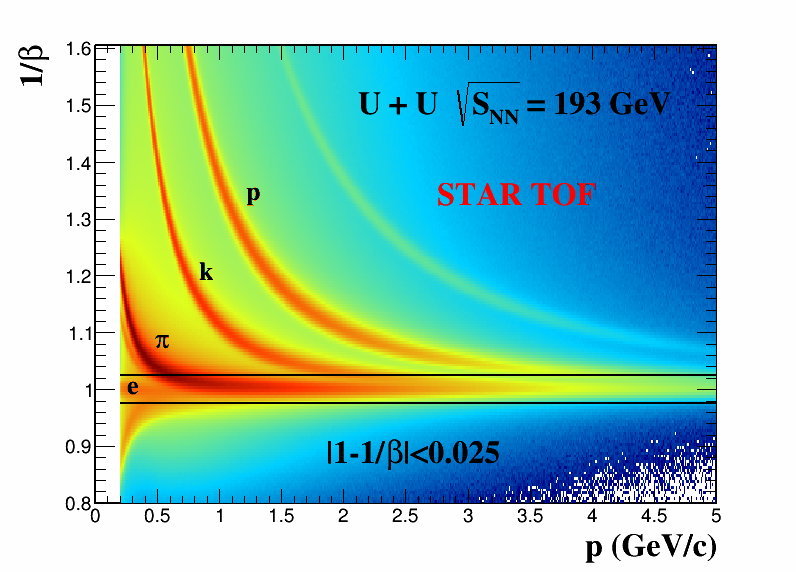 1/β
1.6
1.5
1.4
1.3
1.2
1.1
1
0.9
0.8
U + U √S_NN = 193 GeV
STAR TOF
p
k
π
e
|1-1/β|<0.025
0 0.5 1 1.5 2 2.5 3 3.5 4 4.5 5
p (GeV/c)